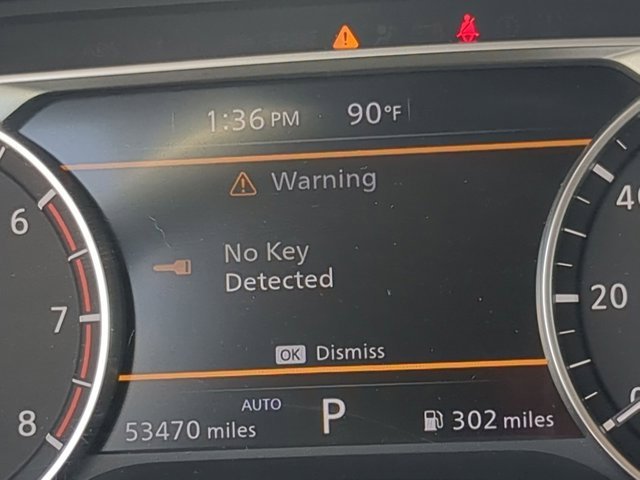 1:36 PM 90°F
Warning
No Key
Detected
OK Dismiss
AUTO
53470 miles P 302 miles
6
7
8
40
20
0